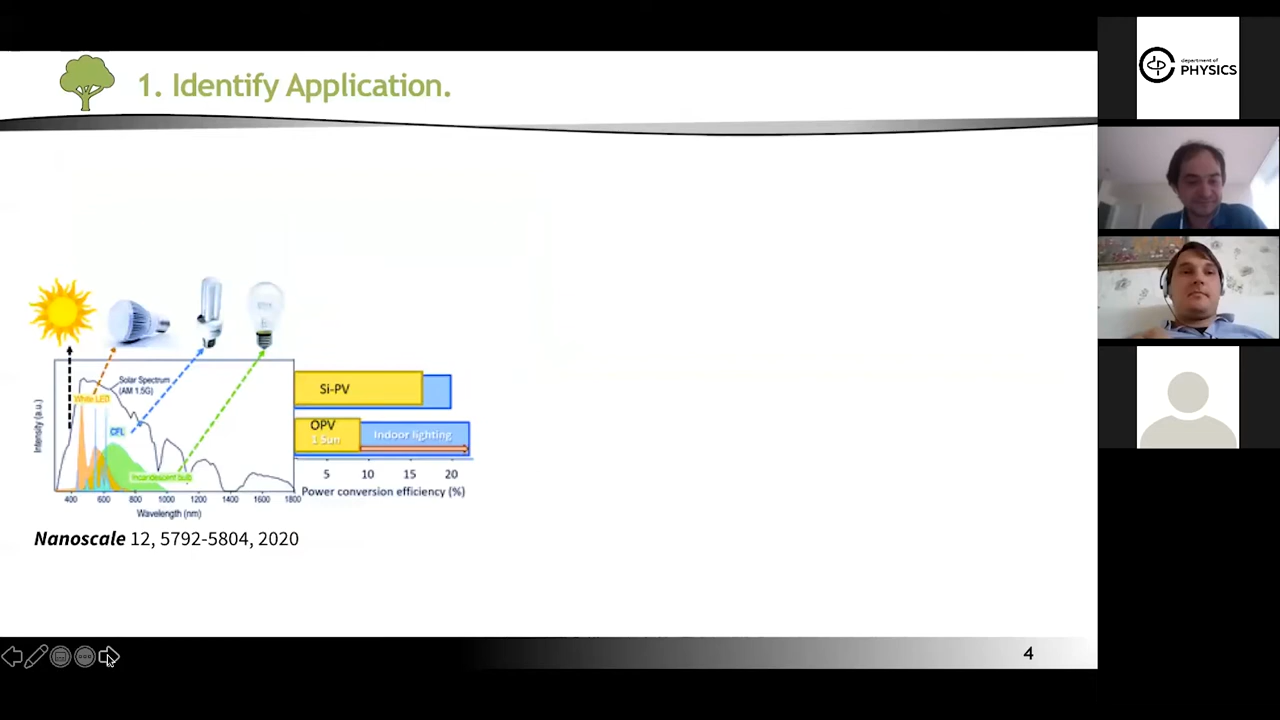 1. Identify Application.
Solar Spectrum
(AM 1.5G)
White LED
CFL
Incandescent bulb
Intensity (a.u.)
400 600 800 1000 1200 1400 1600 1800
Wavelength (nm)
Si-PV
OPV
1 Sun
Indoor lighting
5 10 15 20
Power conversion efficiency (%)
Nanoscale 12, 5792-5804, 2020
4
department of
PHYSICS